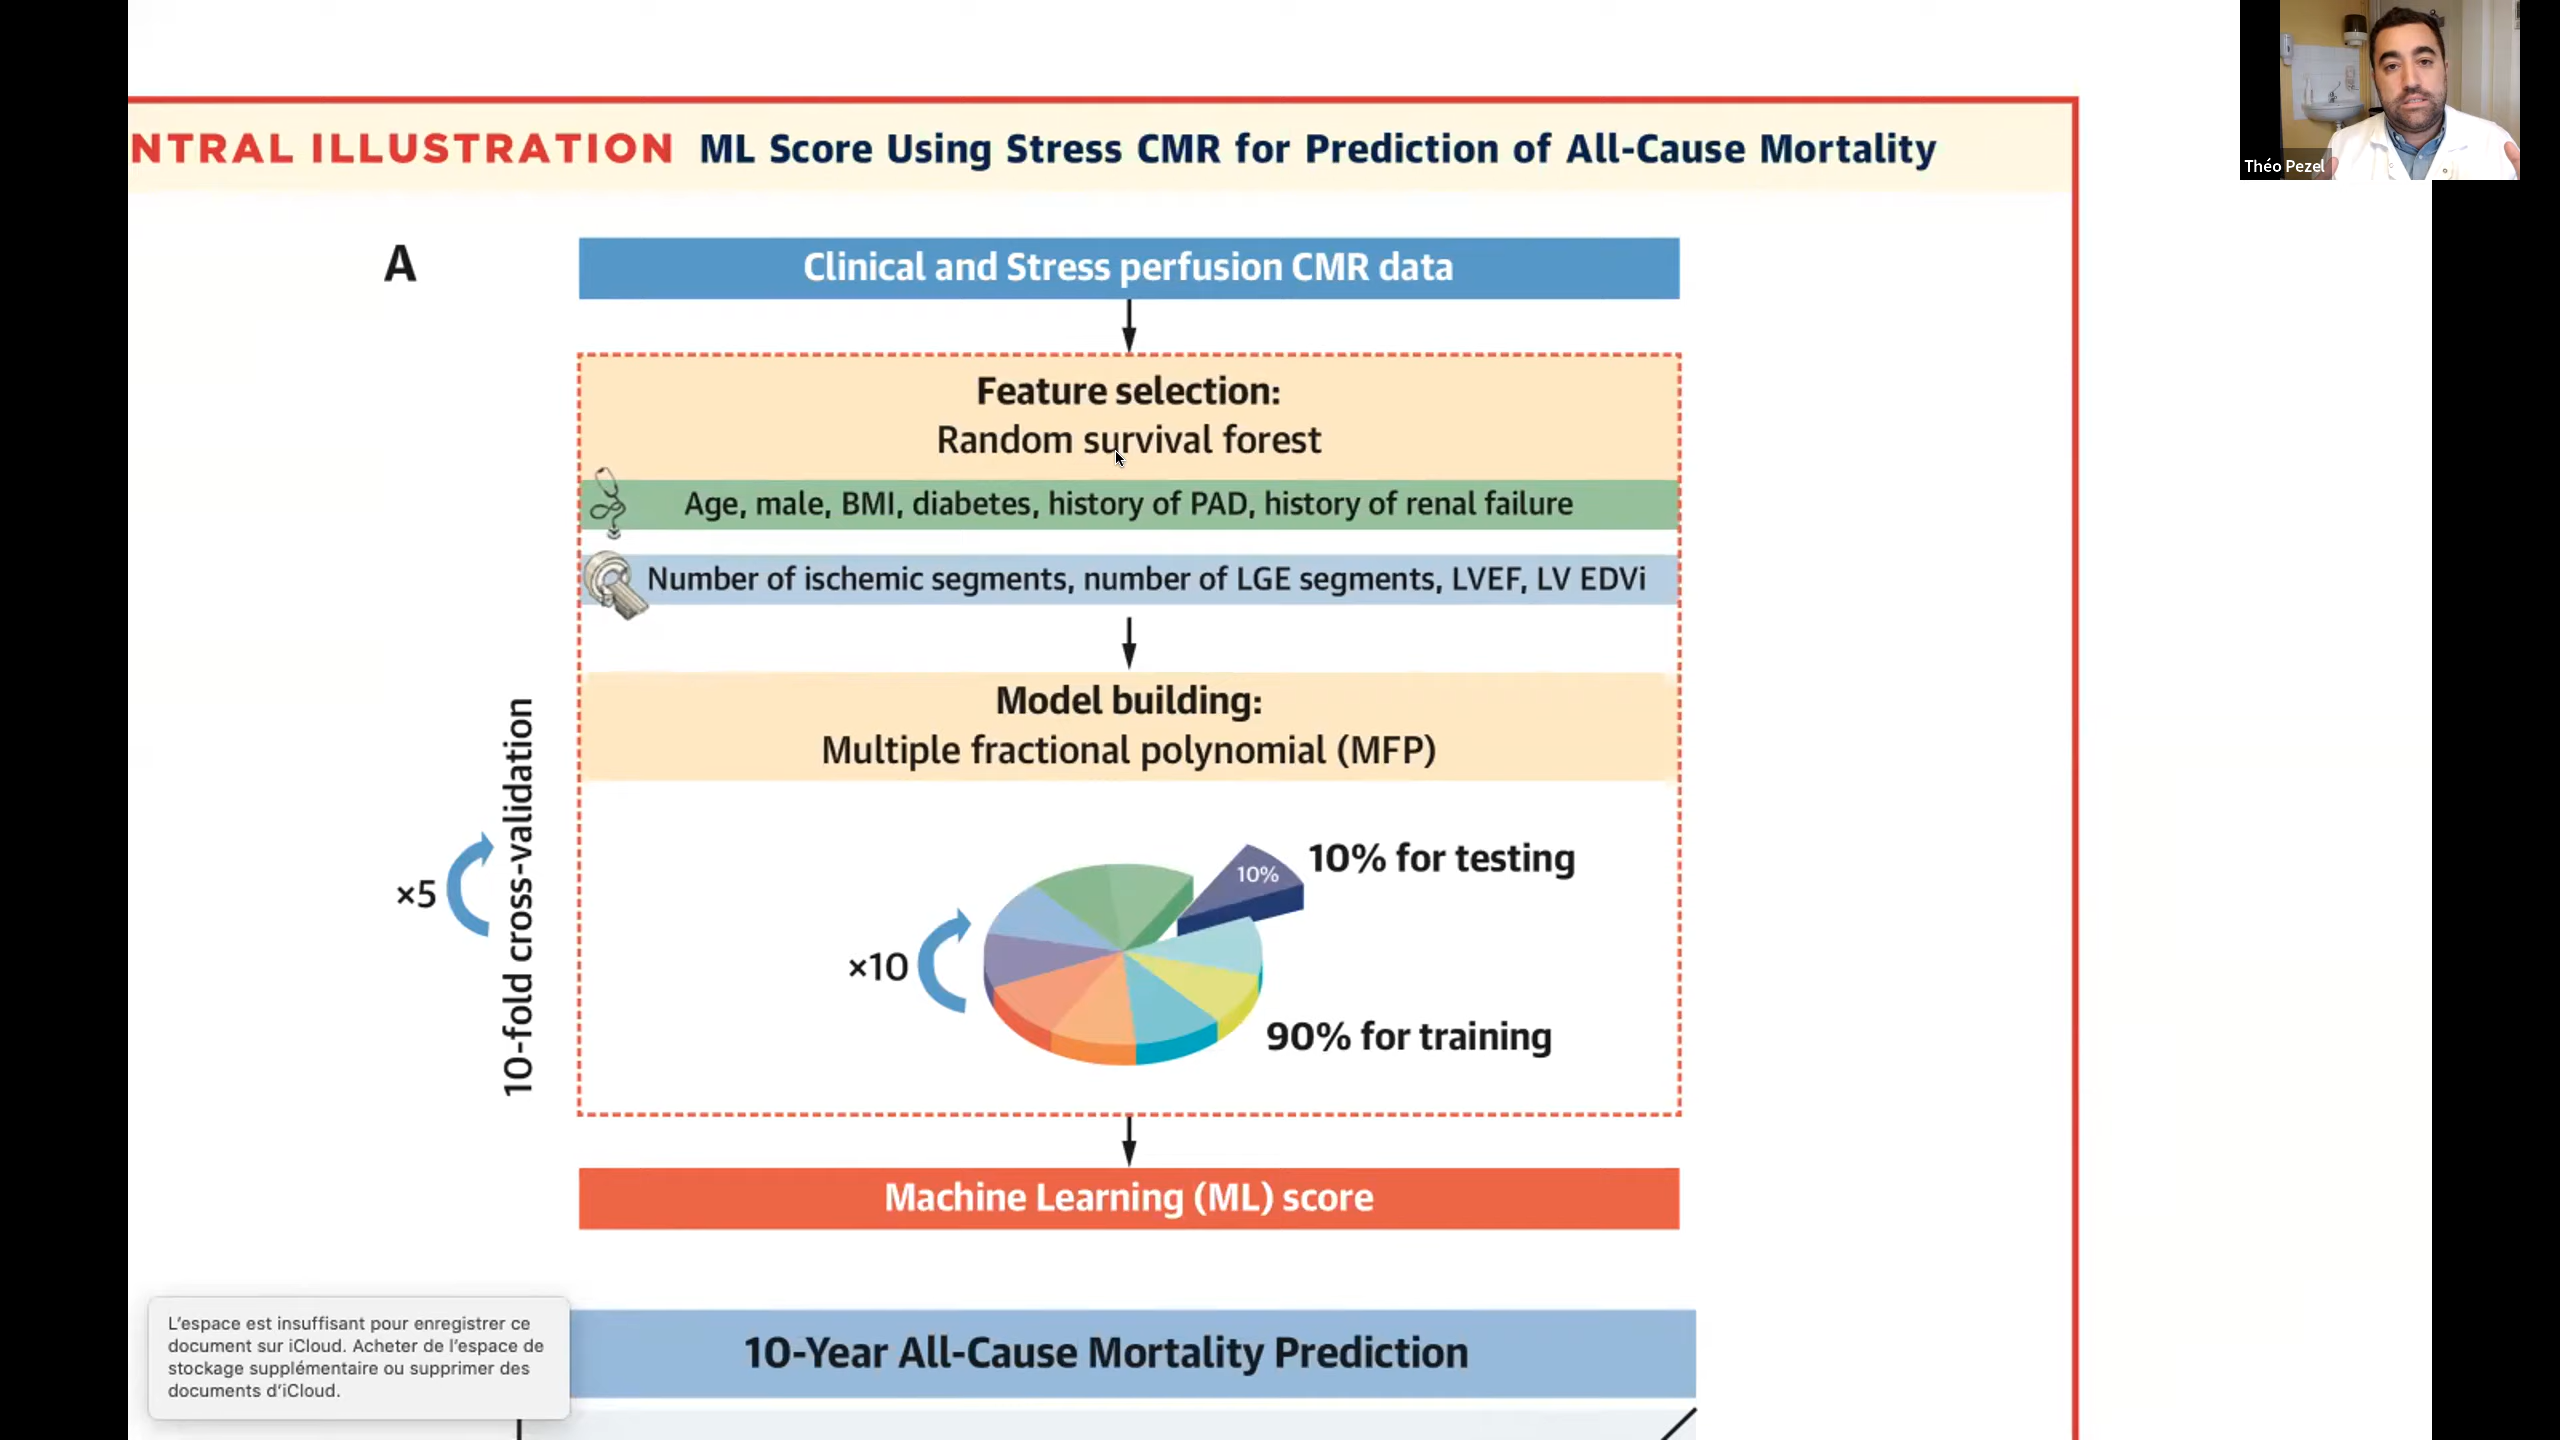 NTRAL ILLUSTRATION ML Score Using Stress CMR for Prediction of All-Cause Mortality
Théo Pezel
A
Clinical and Stress perfusion CMR data
Feature selection:
Random survival forest
Age, male, BMI, diabetes, history of PAD, history of renal failure
Number of ischemic segments, number of LGE segments, LVEF, LV EDVi
Model building:
Multiple fractional polynomial (MFP)
×5
10-fold cross-validation
×10
10%
10% for testing
90% for training
Machine Learning (ML) score
10-Year All-Cause Mortality Prediction
L'espace est insuffisant pour enregistrer ce
document sur iCloud. Acheter de l'espace de
stockage supplémentaire ou supprimer des
documents d'iCloud.